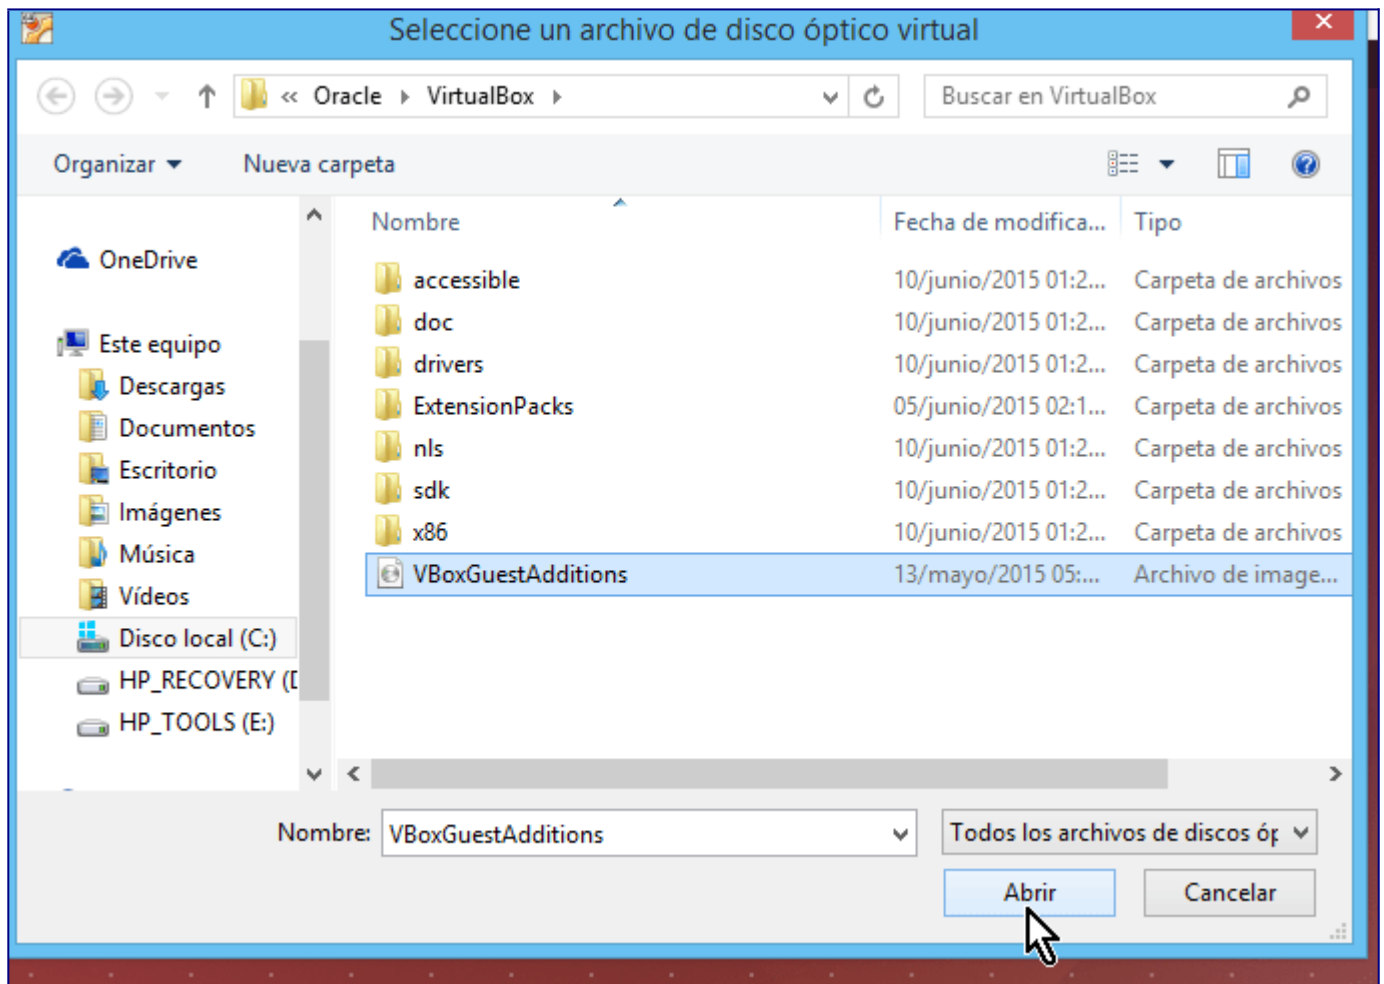 Seleccione un archivo de disco óptico virtual
« Oracle VirtualBox
Buscar en VirtualBox
Organizar Nueva carpeta
Nombre Fecha de modifica... Tipo
OneDrive
Este equipo
Descargas
Documentos
Escritorio
Imágenes
Música
Vídeos
Disco local (C:)
HP_RECOVERY (D
HP_TOOLS (E:)
accessible 10/junio/2015 01:2... Carpeta de archivos
doc 10/junio/2015 01:2... Carpeta de archivos
drivers 10/junio/2015 01:2... Carpeta de archivos
ExtensionPacks 05/junio/2015 02:1... Carpeta de archivos
nls 10/junio/2015 01:2... Carpeta de archivos
sdk 10/junio/2015 01:2... Carpeta de archivos
x86 10/junio/2015 01:2... Carpeta de archivos
VBoxGuestAdditions 13/mayo/2015 05:... Archivo de image...
Nombre: VBoxGuestAdditions
Todos los archivos de discos óp
Abrir Cancelar